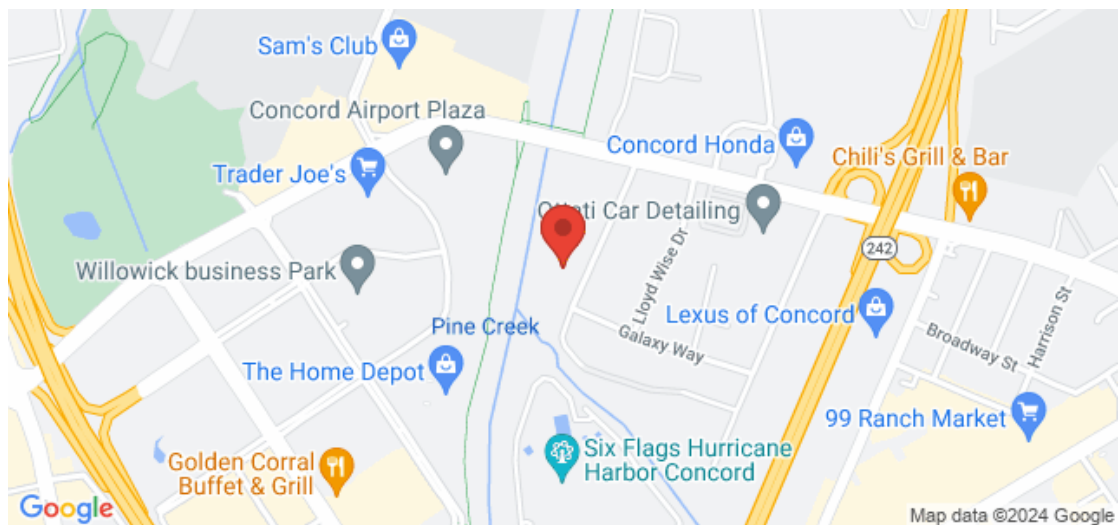 Sam's Club
Concord Airport Plaza
Concord Honda
Chili's Grill & Bar
Trader Joe's
Car Detailing
Lloyd Wise Dr
242
Willowick business Park
Harrison St
Lexus of Concord
Pine Creek
Galaxy Way
Broadway St
The Home Depot
99 Ranch Market
Six Flags Hurricane
Harbor Concord
Golden Corral
Buffet & Grill
Google
Map data ©2024 Google